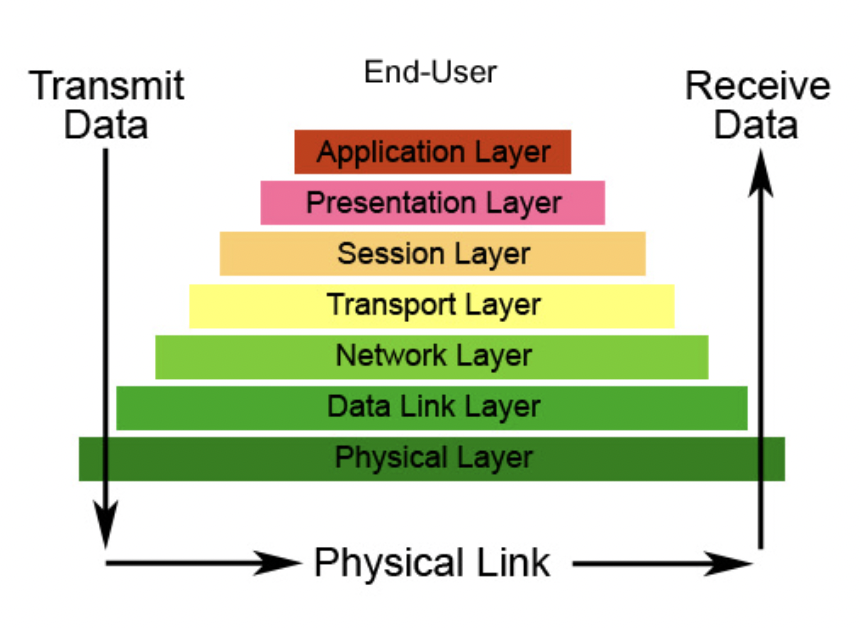 End-User
Transmit
Data
Receive
Data
Application Layer
Presentation Layer
Session Layer
Transport Layer
Network Layer
Data Link Layer
Physical Layer
Physical Link